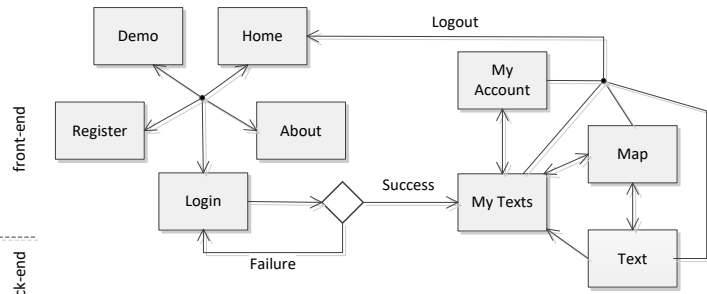 Demo
Home
Logout
My
Account
front-end
Register
About
Map
Login
Success
My Texts
Failure
Text
ck-end